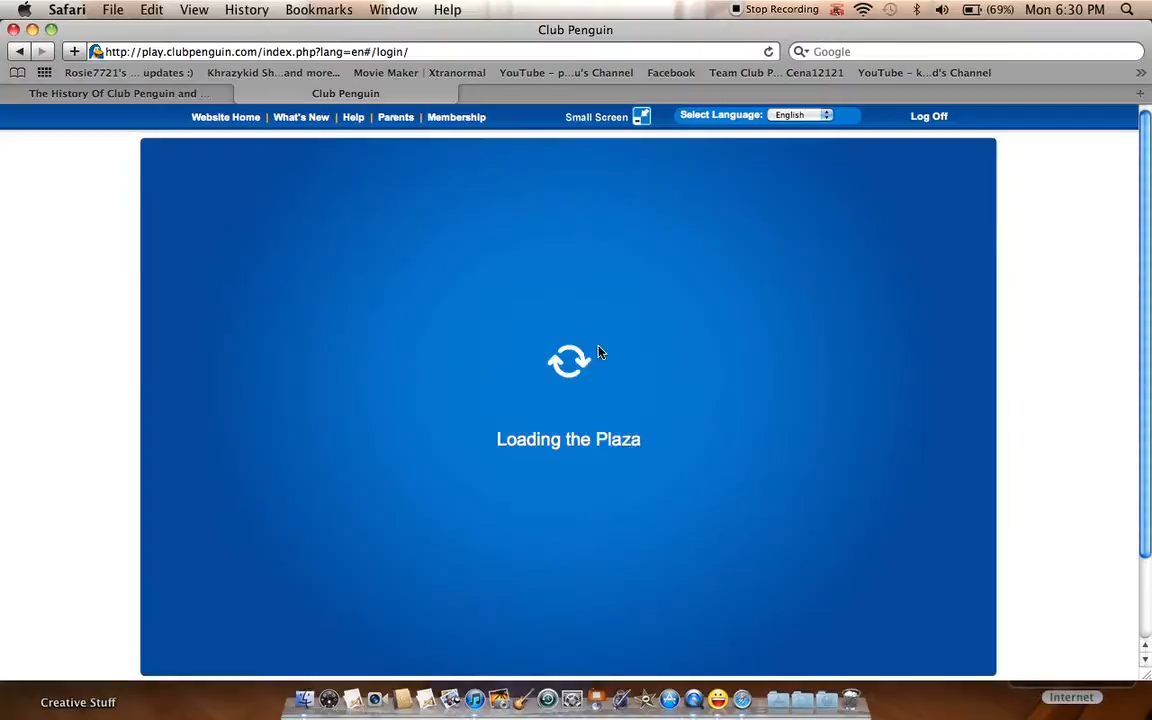 Safari File Edit View History Bookmarks Window Help Stop Recording (69%) Mon 6:30 PM
Club Penguin
http://play.clubpenguin.com/index.php?lang=en#/login/ Google
Rosie7721's ... updates :) Khrazykid Sh...and more... Movie Maker | Xtranormal YouTube - p...u's Channel Facebook Team Club P... Cena12121 YouTube - k...d's Channel
The History Of Club Penguin and ... Club Penguin
Website Home | What's New | Help | Parents | Membership Small Screen Select Language: English Log Off
Loading the Plaza
Creative Stuff
Internet